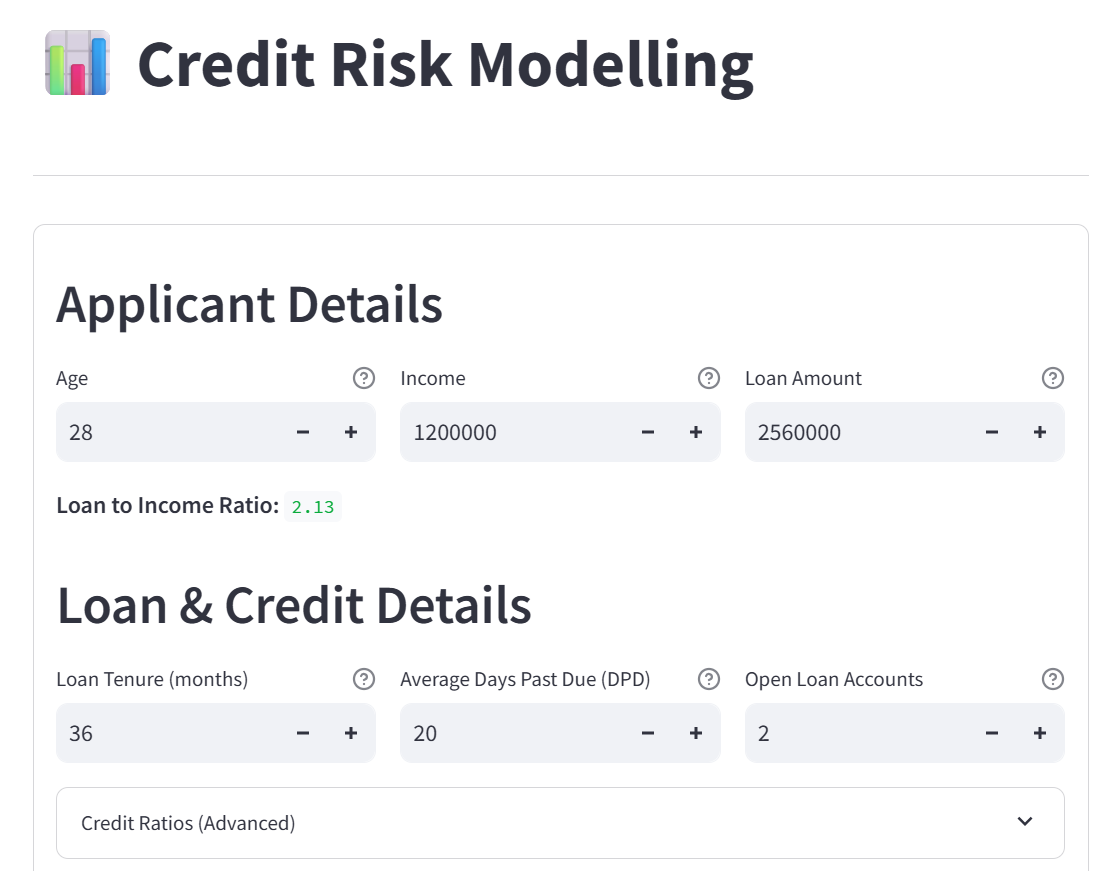 Credit Risk Modelling
Applicant Details
Age Income Loan Amount
28 1200000 2560000
Loan to Income Ratio: 2.13
Loan & Credit Details
Loan Tenure (months) Average Days Past Due (DPD) Open Loan Accounts
36 20 2
Credit Ratios (Advanced)